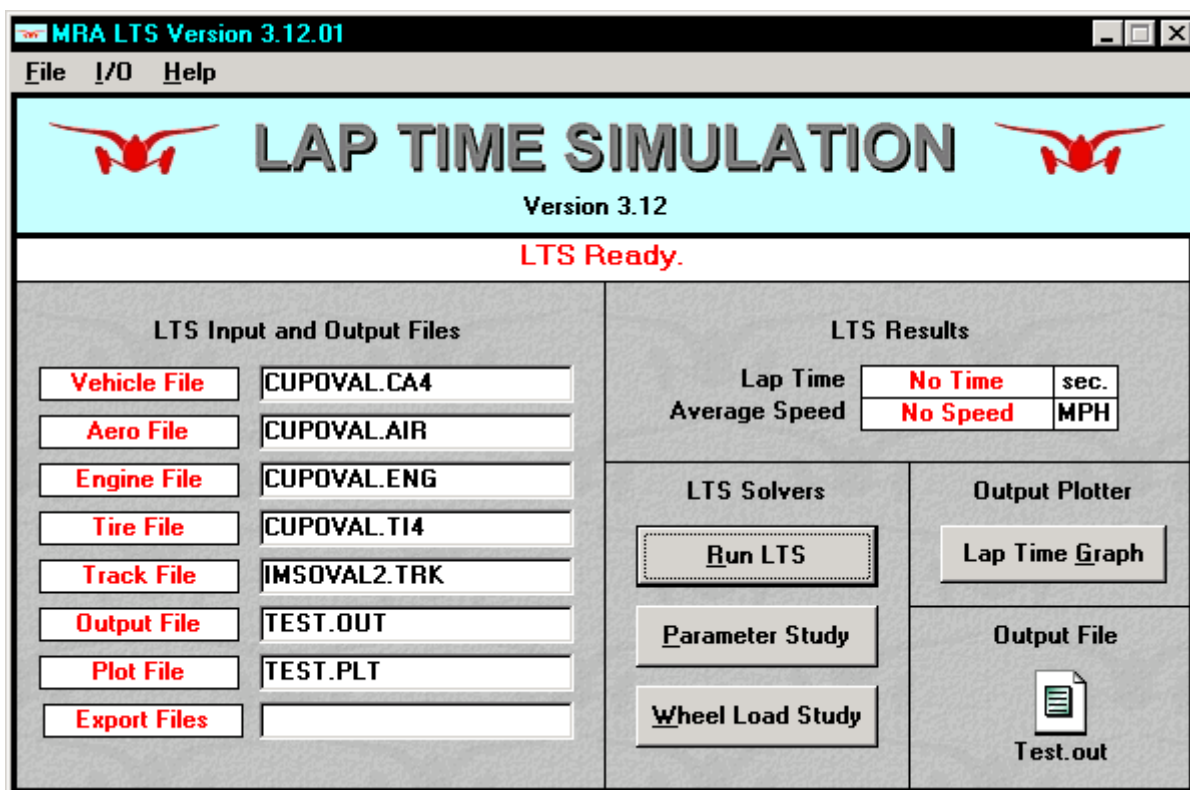 MRA LTS Version 3.12.01
File I/O Help
LAP TIME SIMULATION
Version 3.12
LTS Ready.
LTS Input and Output Files
Vehicle File CUPOVAL.CA4
Aero File CUPOVAL.AIR
Engine File CUPOVAL.ENG
Tire File CUPOVAL.TI4
Track File IMSOVAL2.TRK
Output File TEST.OUT
Plot File TEST.PLT
Export Files
LTS Results
Lap Time No Time sec.
Average Speed No Speed MPH
LTS Solvers
Run LTS
Parameter Study
Wheel Load Study
Output Plotter
Lap Time Graph
Output File
Test.out